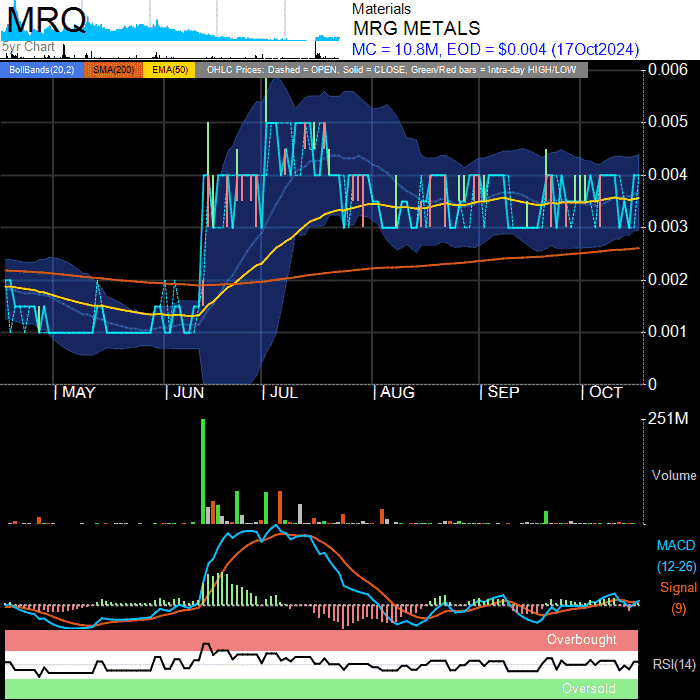 MRQ
5yr Chart
Materials
MRG METALS
MC = 10.8M, EOD = $0.004 (17Oct2024)
BollBands(20,2) SMA(200) EMA(50) OHLC Prices: Dashed = OPEN, Solid = CLOSE, Green/Red bars = Intra-day HIGH/LOW
0.006
0.005
0.004
0.003
0.002
0.001
0
MAY JUN JUL AUG SEP OCT
251M
Volume
MACD
(12-26)
Signal
(9)
Overbought
RSI(14)
Oversold